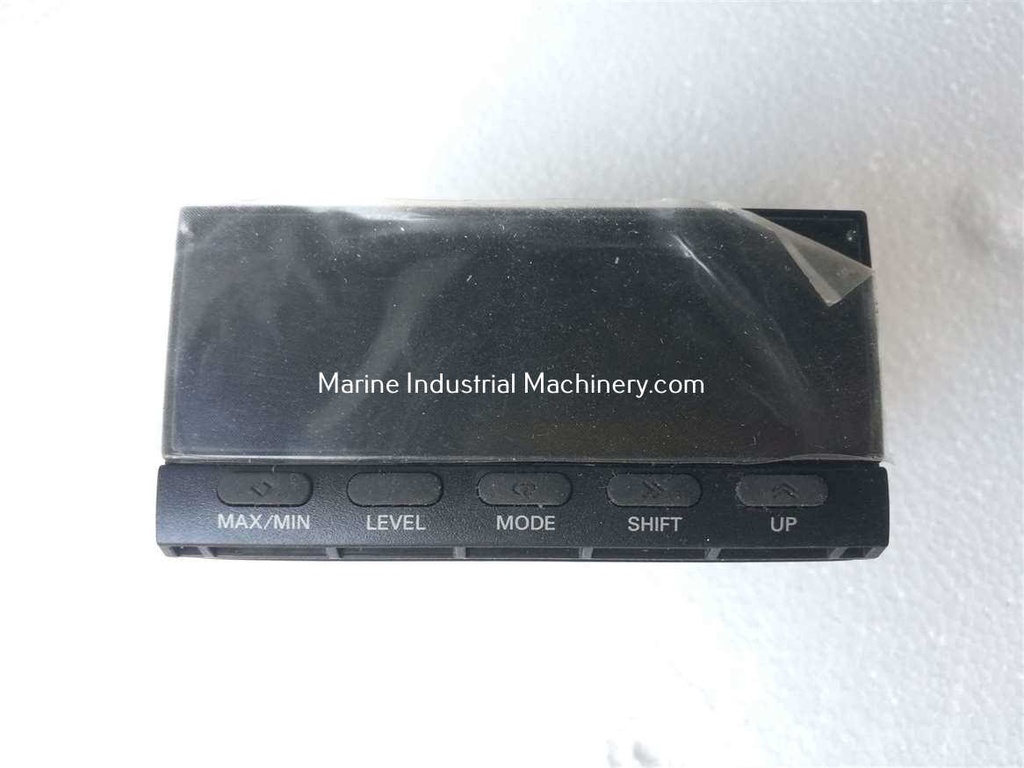 Marine Industrial Machinery.com
MAX/MIN LEVEL MODE SHIFT UP